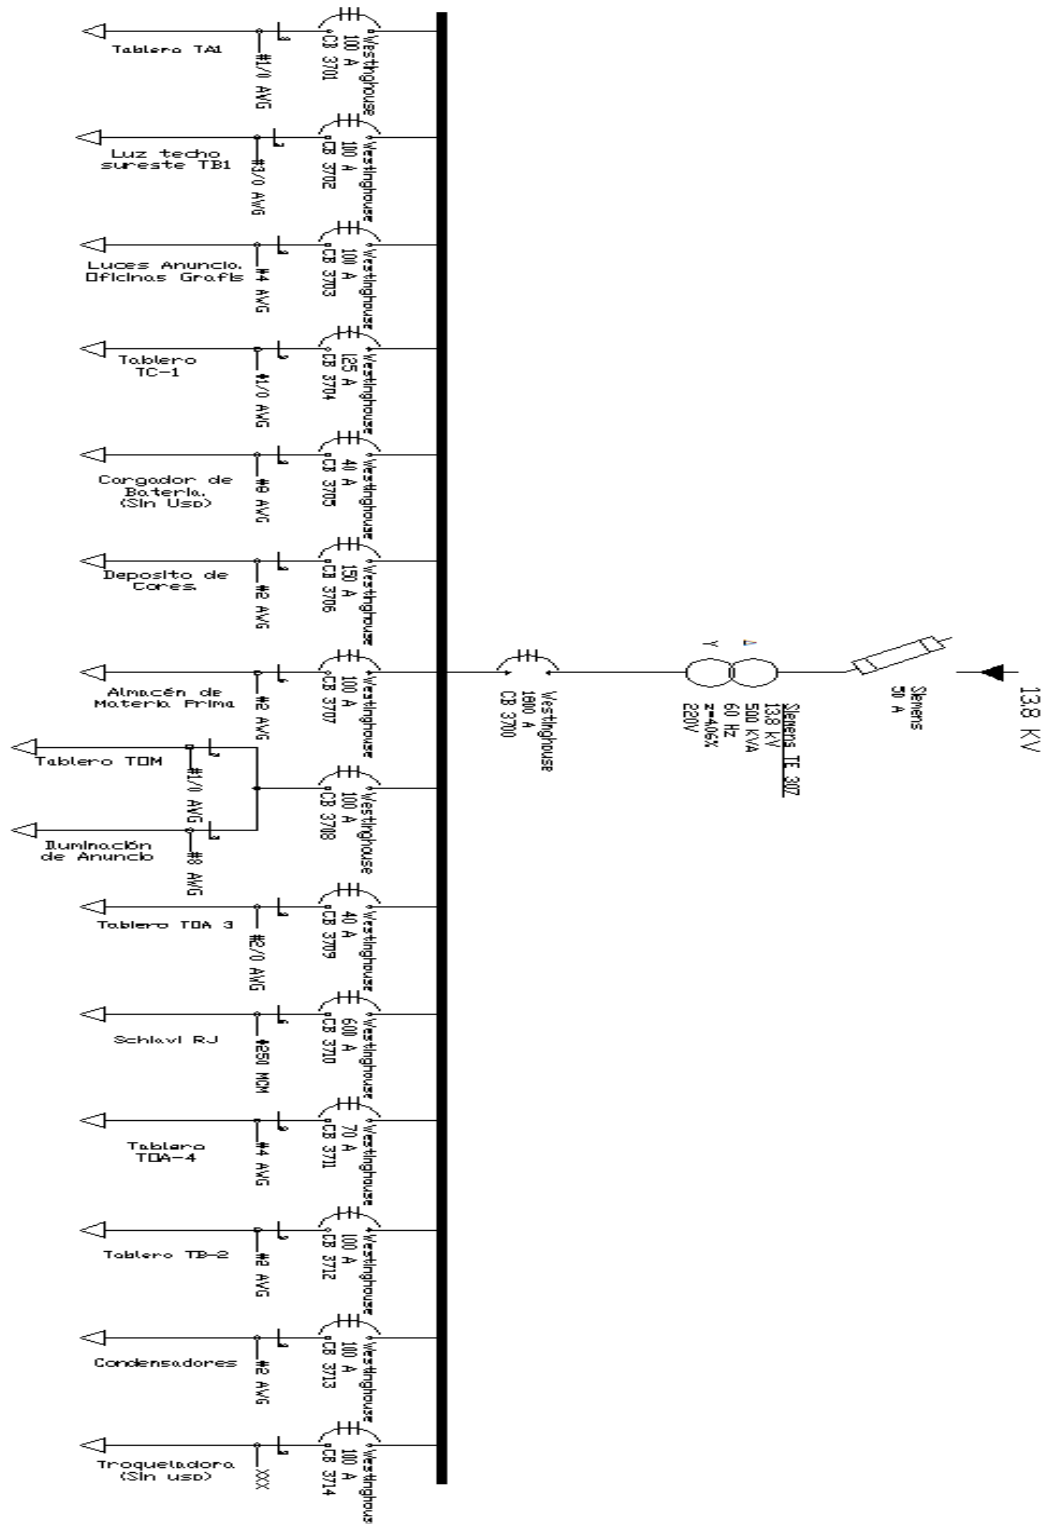 13.8 KV
Siemens
50 A
Siemens TE 307
13.8 kV
500 KVA
60 Hz
z=4.06%
220V
Westinghouse
1800 A
CB 3700
Westinghouse
100 A
CB 3701
#1/0 AWG
Tablero TA1
Westinghouse
100 A
CB 3702
#3/0 AWG
Luz techo
sureste TB1
Westinghouse
100 A
CB 3703
#4 AWG
Luces Anuncio.
Oficinas Grafis
Westinghouse
125 A
CB 3704
#1/0 AWG
Tablero
TC-1
Westinghouse
40 A
CB 3705
#8 AWG
Cargador de
Bateria.
(Sin Uso)
Westinghouse
150 A
CB 3706
#2 AWG
Deposito de
Cores.
Westinghouse
100 A
CB 3707
#2 AWG
Almacén de
Materia Prima
Westinghouse
100 A
CB 3708
#1/0 AWG
Tablero TOM
#8 AWG
Iluminación
de Anuncio
Westinghouse
40 A
CB 3709
#2/0 AWG
Tablero TOA 3
Westinghouse
600 A
CB 3710
#250 MCM
Schiavi RJ
Westinghouse
70 A
CB 3711
#4 AWG
Tablero
TOA-4
Westinghouse
100 A
CB 3712
#2 AWG
Tablero TB-2
Westinghouse
100 A
CB 3713
#2 AWG
Condensadores
Westinghous
100 A
CB 3714
XXX
Troqueladora
(Sin uso)